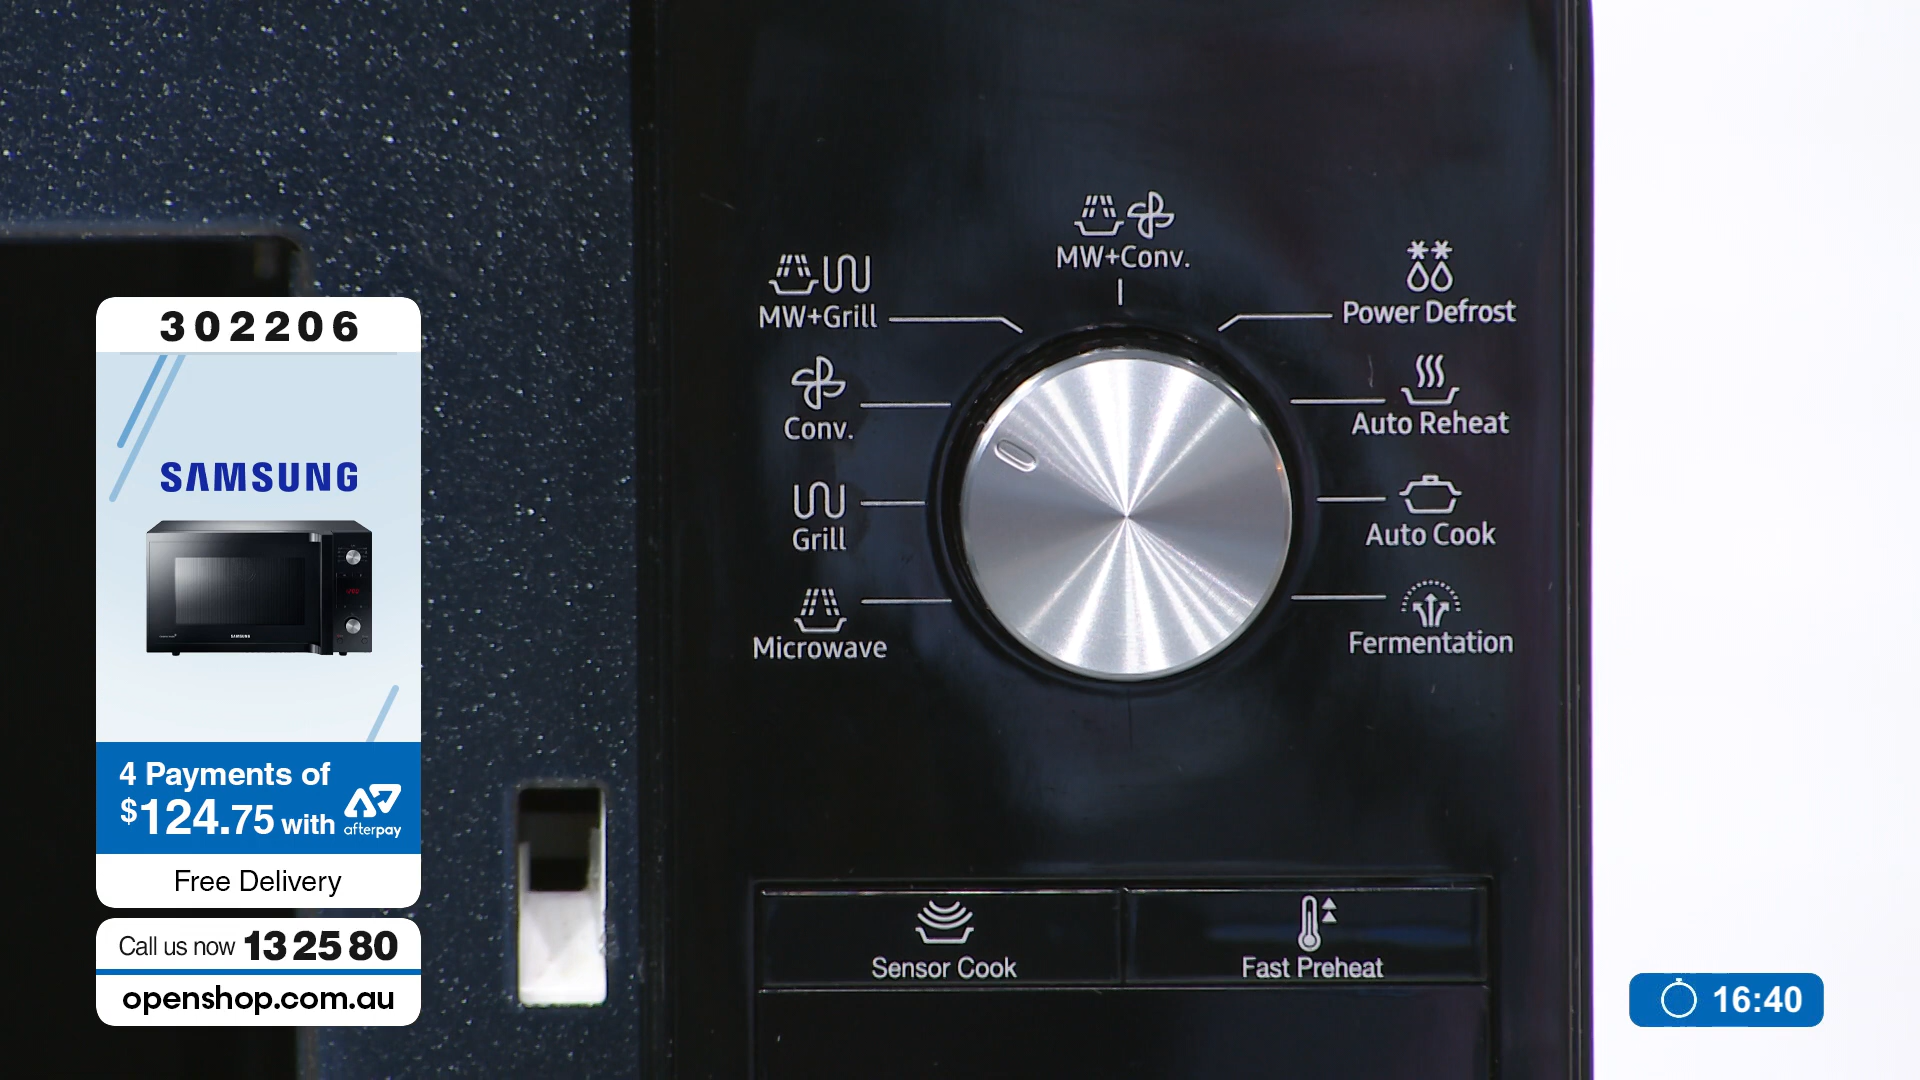 302206
SAMSUNG
4 Payments of
$124.75 with afterpay
Free Delivery
Call us now 13 25 80
openshop.com.au
MW+Conv.
MW+Grill
Power Defrost
Conv.
Auto Reheat
Grill
Auto Cook
Microwave
Fermentation
Sensor Cook
Fast Preheat
16:40